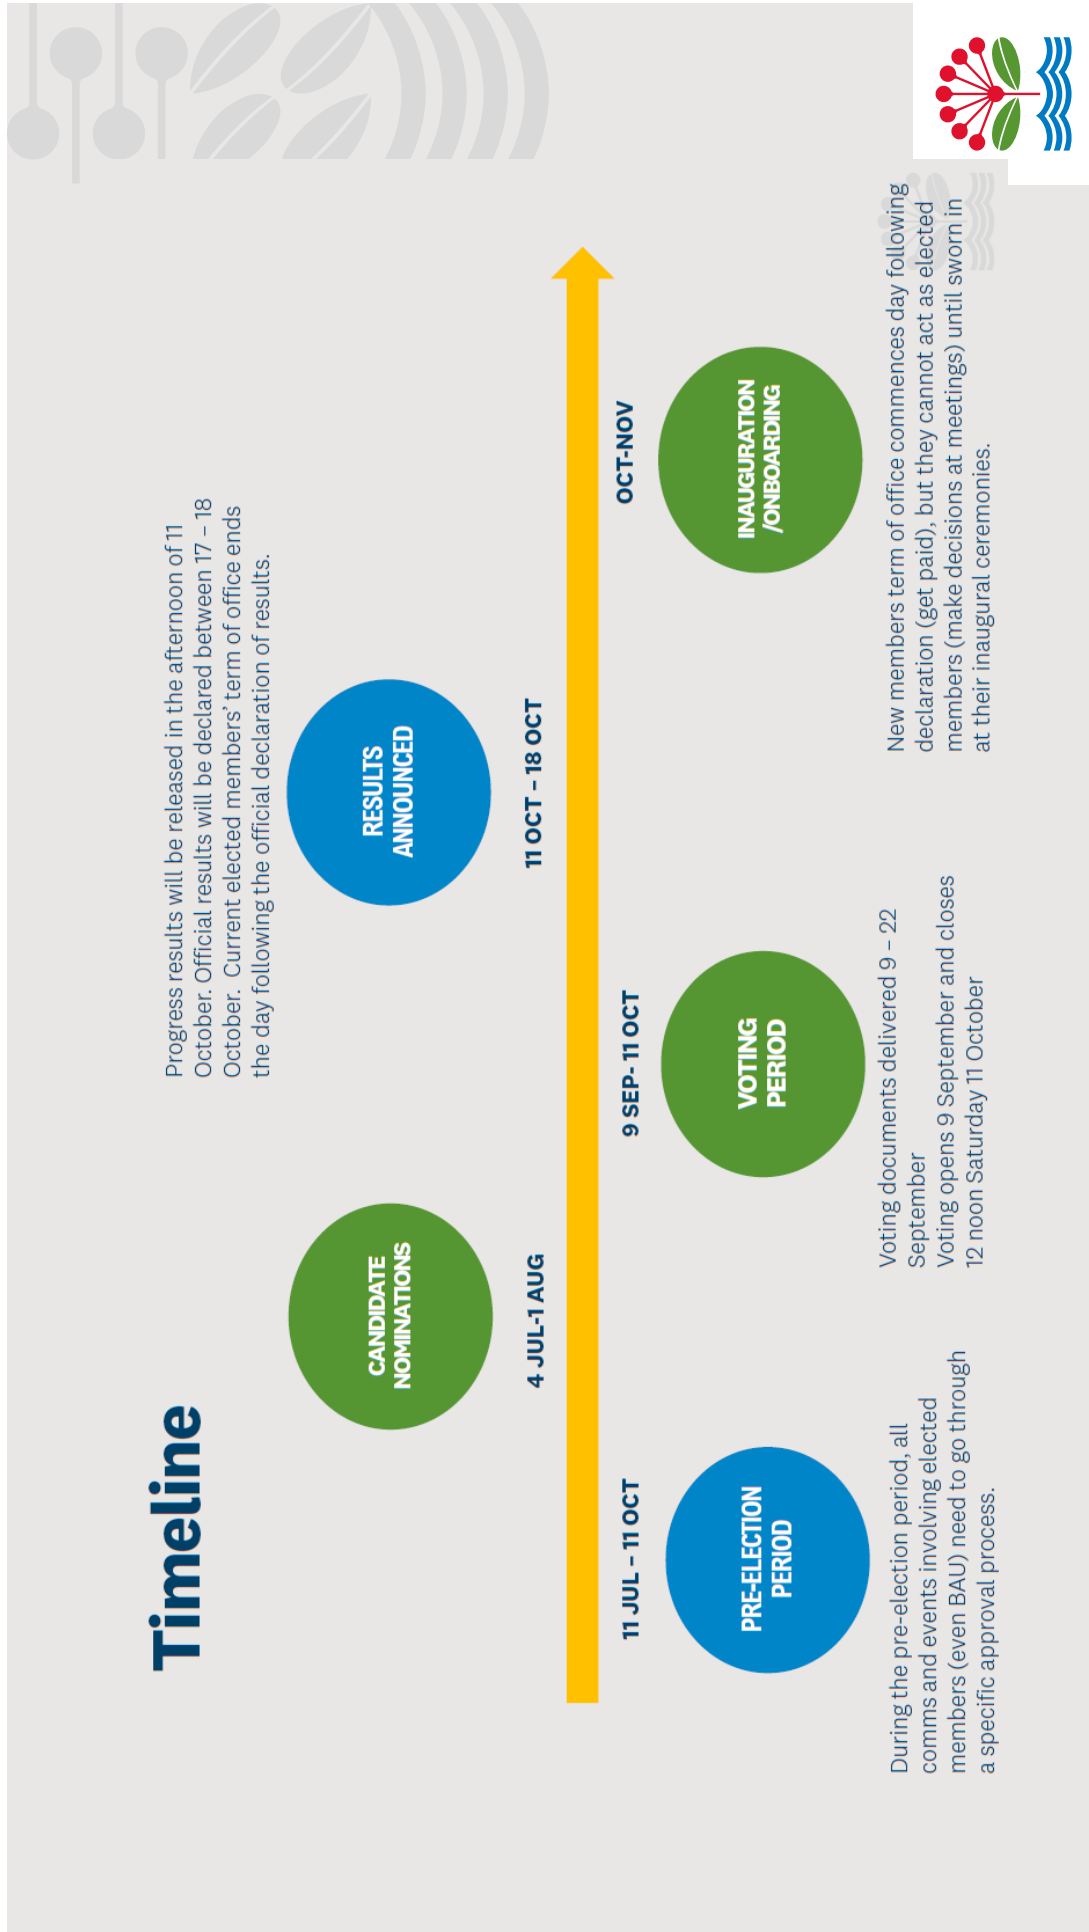 Timeline
Progress results will be released in the afternoon of 11
October. Official results will be declared between 17 – 18
October.  Current elected members' term of office ends
the day following the official declaration of results.
CANDIDATE
NOMINATIONS
RESULTS
ANNOUNCED
4 JUL-1 AUG
11 OCT – 18 OCT
11 JUL – 11 OCT
9 SEP- 11 OCT
OCT-NOV
PRE-ELECTION
PERIOD
VOTING
PERIOD
INAUGURATION
/ONBOARDING
During the pre-election period, all
comms and events involving elected
members (even BAU) need to go through
a specific approval process.
Voting documents delivered 9 – 22
September
Voting opens 9 September and closes
12 noon Saturday 11 October
New members term of office commences day following
declaration (get paid), but they cannot act as elected
members (make decisions at meetings) until sworn in
at their inaugural ceremonies.